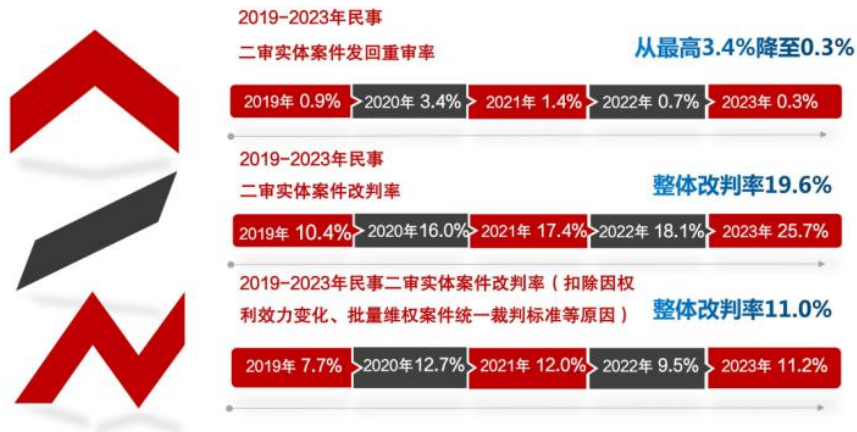 2019-2023年民事
二审实体案件发回重审率
从最高3.4%降至0.3%
2019年 0.9% 2020年 3.4% 2021年 1.4% 2022年 0.7% 2023年 0.3%
2019-2023年民事
二审实体案件改判率
整体改判率19.6%
2019年 10.4% 2020年16.0% 2021年 17.4% 2022年 18.1% 2023年 25.7%
2019-2023年民事二审实体案件改判率（扣除因权
利效力变化、批量维权案件统一裁判标准等原因）
整体改判率11.0%
2019年 7.7% 2020年12.7% 2021年 12.0% 2022年 9.5% 2023年 11.2%